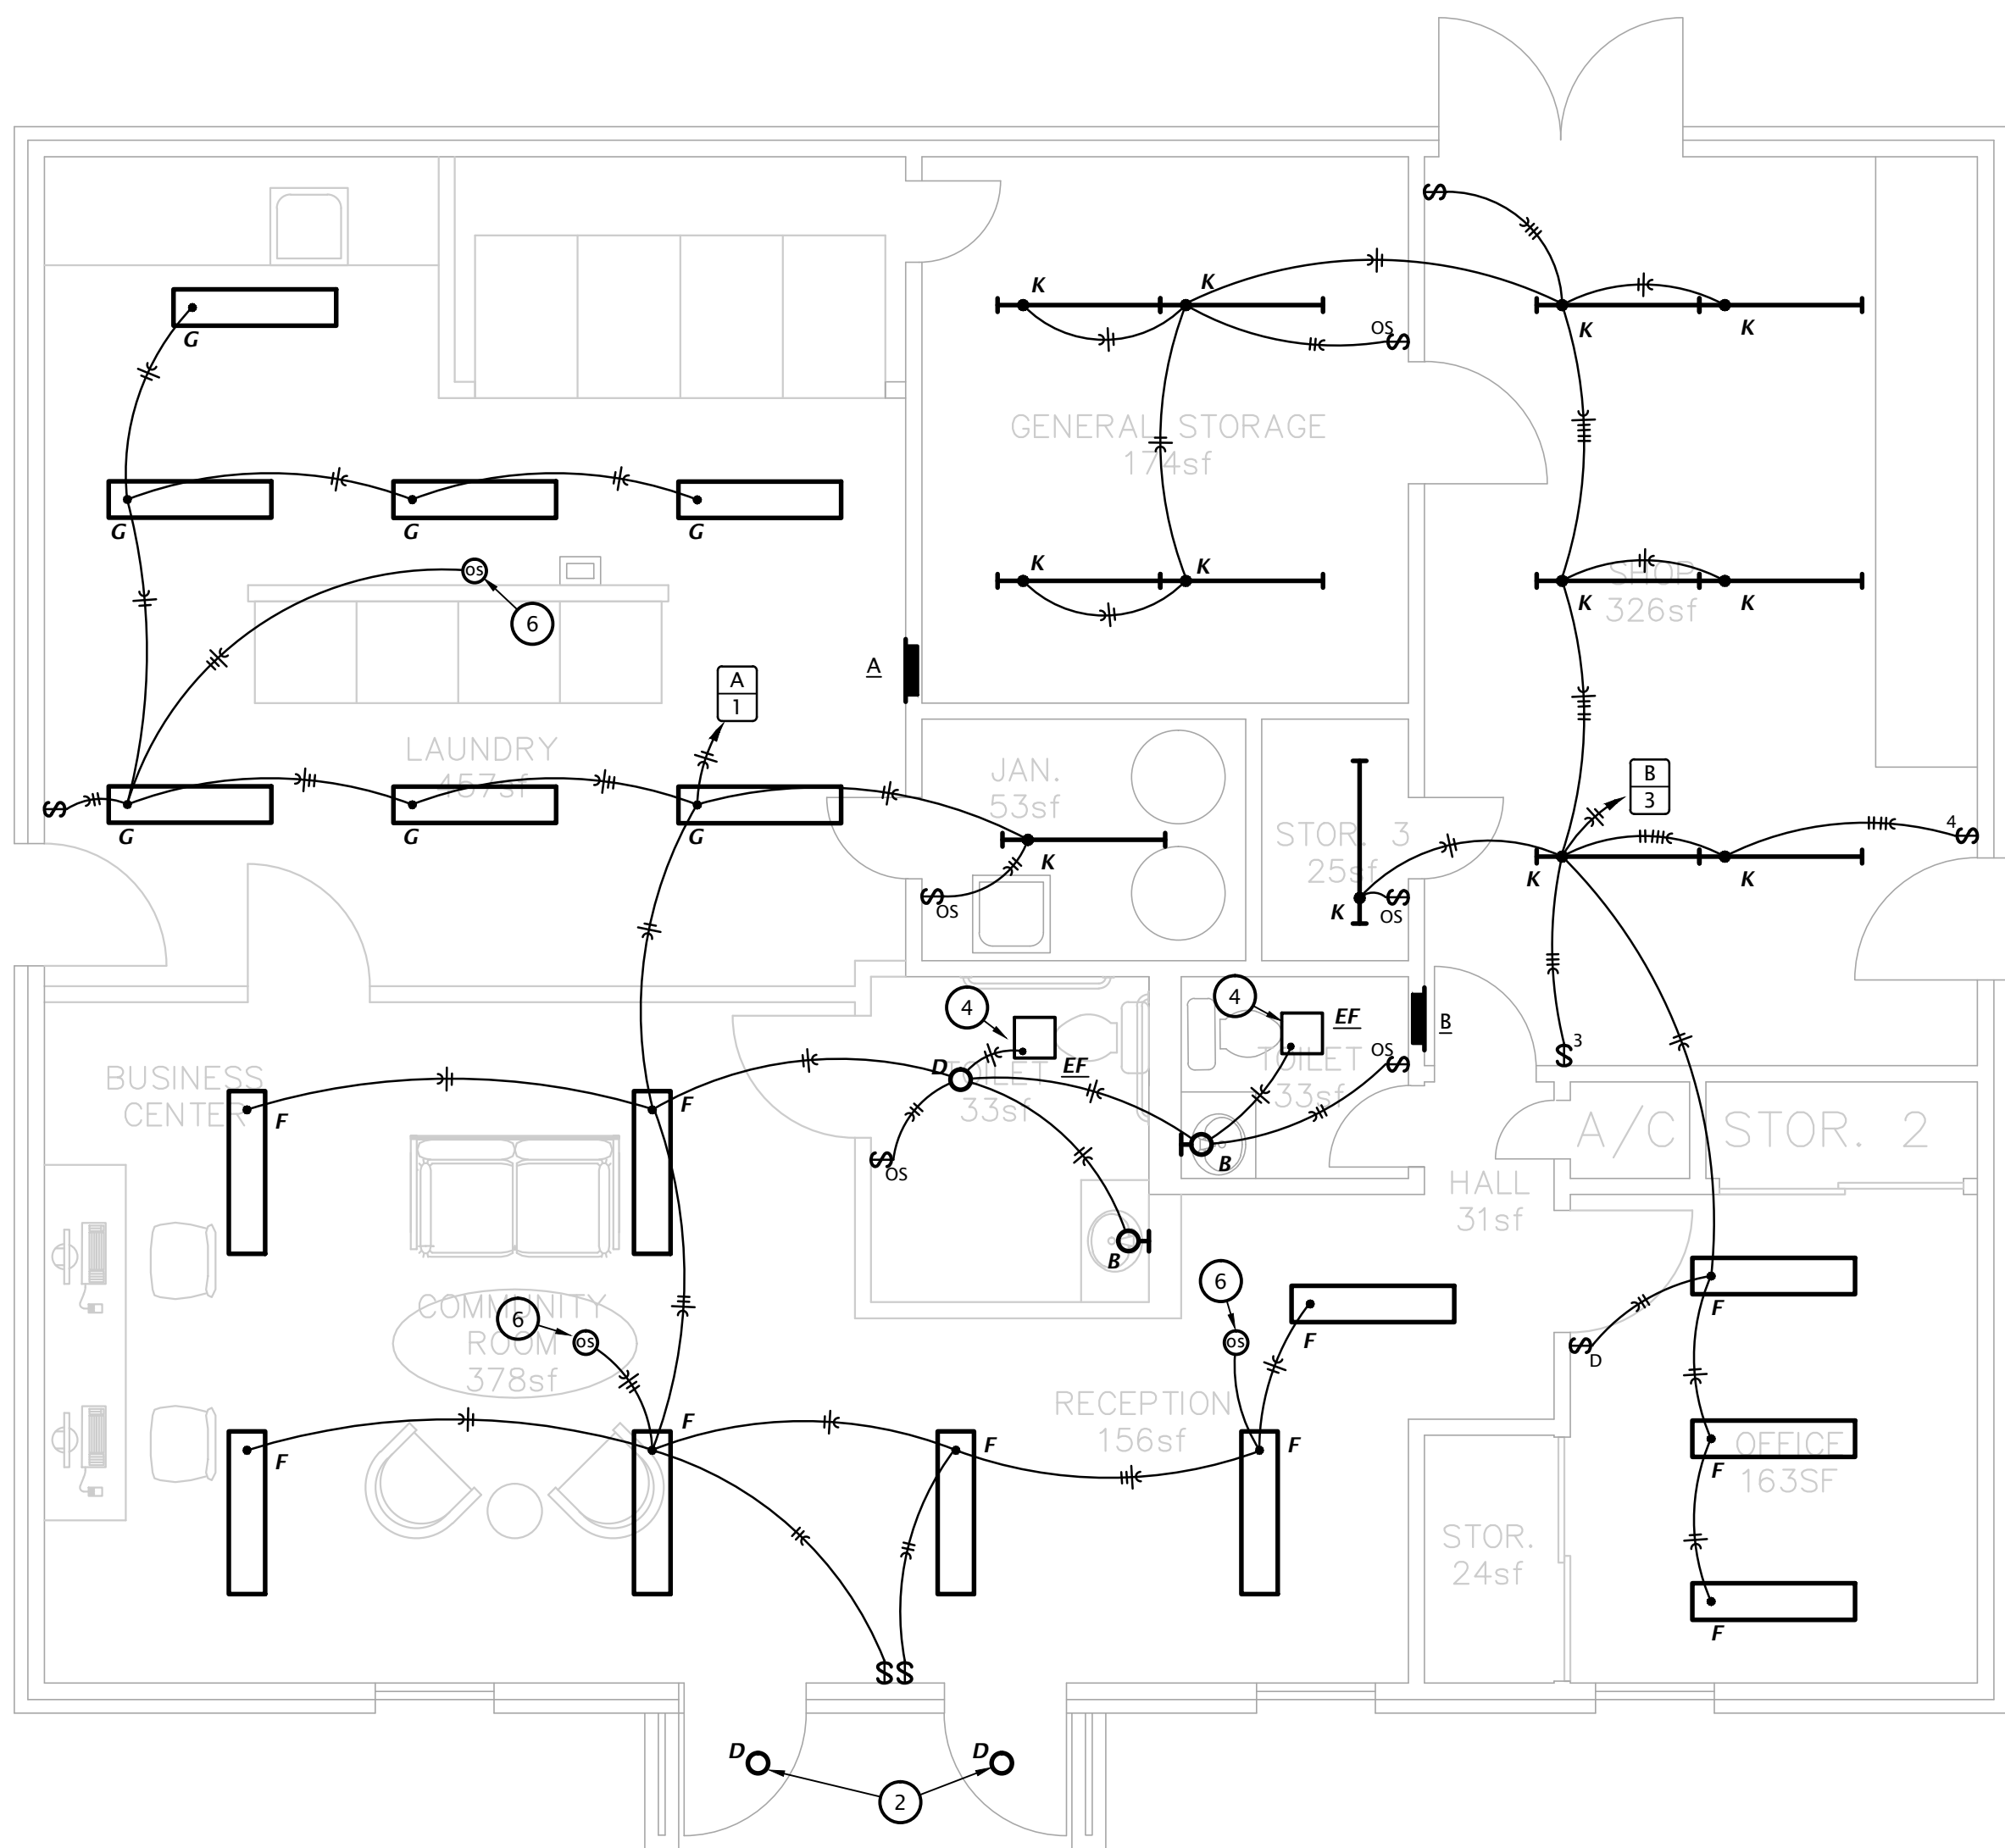 $
K
K
OS
$
K
K
G
GENERAL STORAGE
174sf
G
G
G
OS
6
K
K
SHOP
326sf
K
K
A
A
1
LAUNDRY
457sf
JAN.
53sf
STOR. 3
25sf
B
3
4
$
$
G
G
G
K
$
OS
K
$
OS
K
K
4
EF
4
EF
B
$
3
OS
$
BUSINESS
CENTER
F
F
D
TOILET
33sf
TOILET
33sf
A/C
STOR. 2
$
OS
B
B
HALL
31sf
COMMUNITY
ROOM
378sf
6
OS
6
OS
F
F
$
D
RECEPTION
156sf
F
F
F
F
OFFICE
163SF
F
STOR.
24sf
F
$$
D
D
2